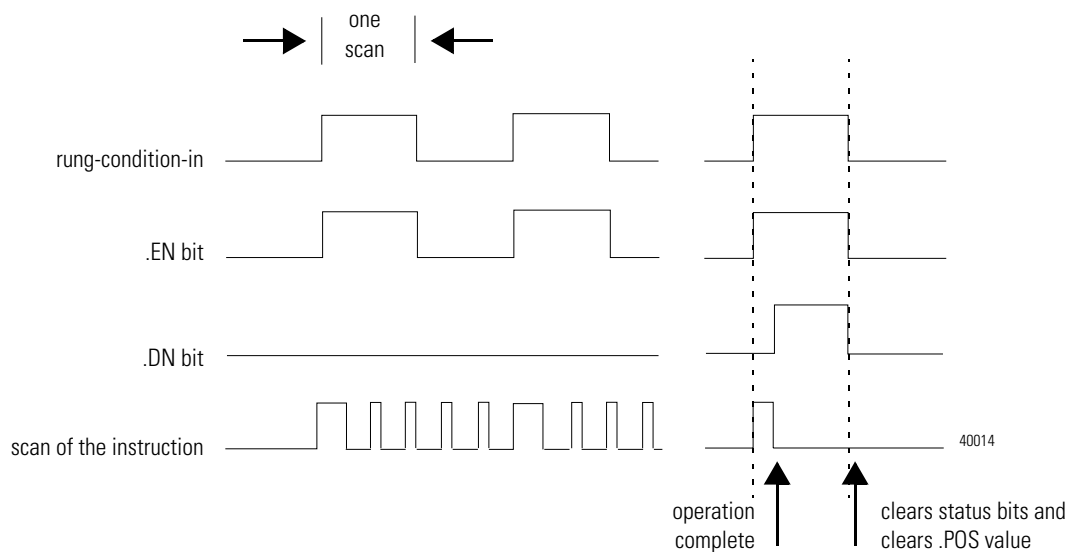 one
scan
rung-condition-in
.EN bit
.DN bit
scan of the instruction
40014
operation
complete
clears status bits and
clears .POS value